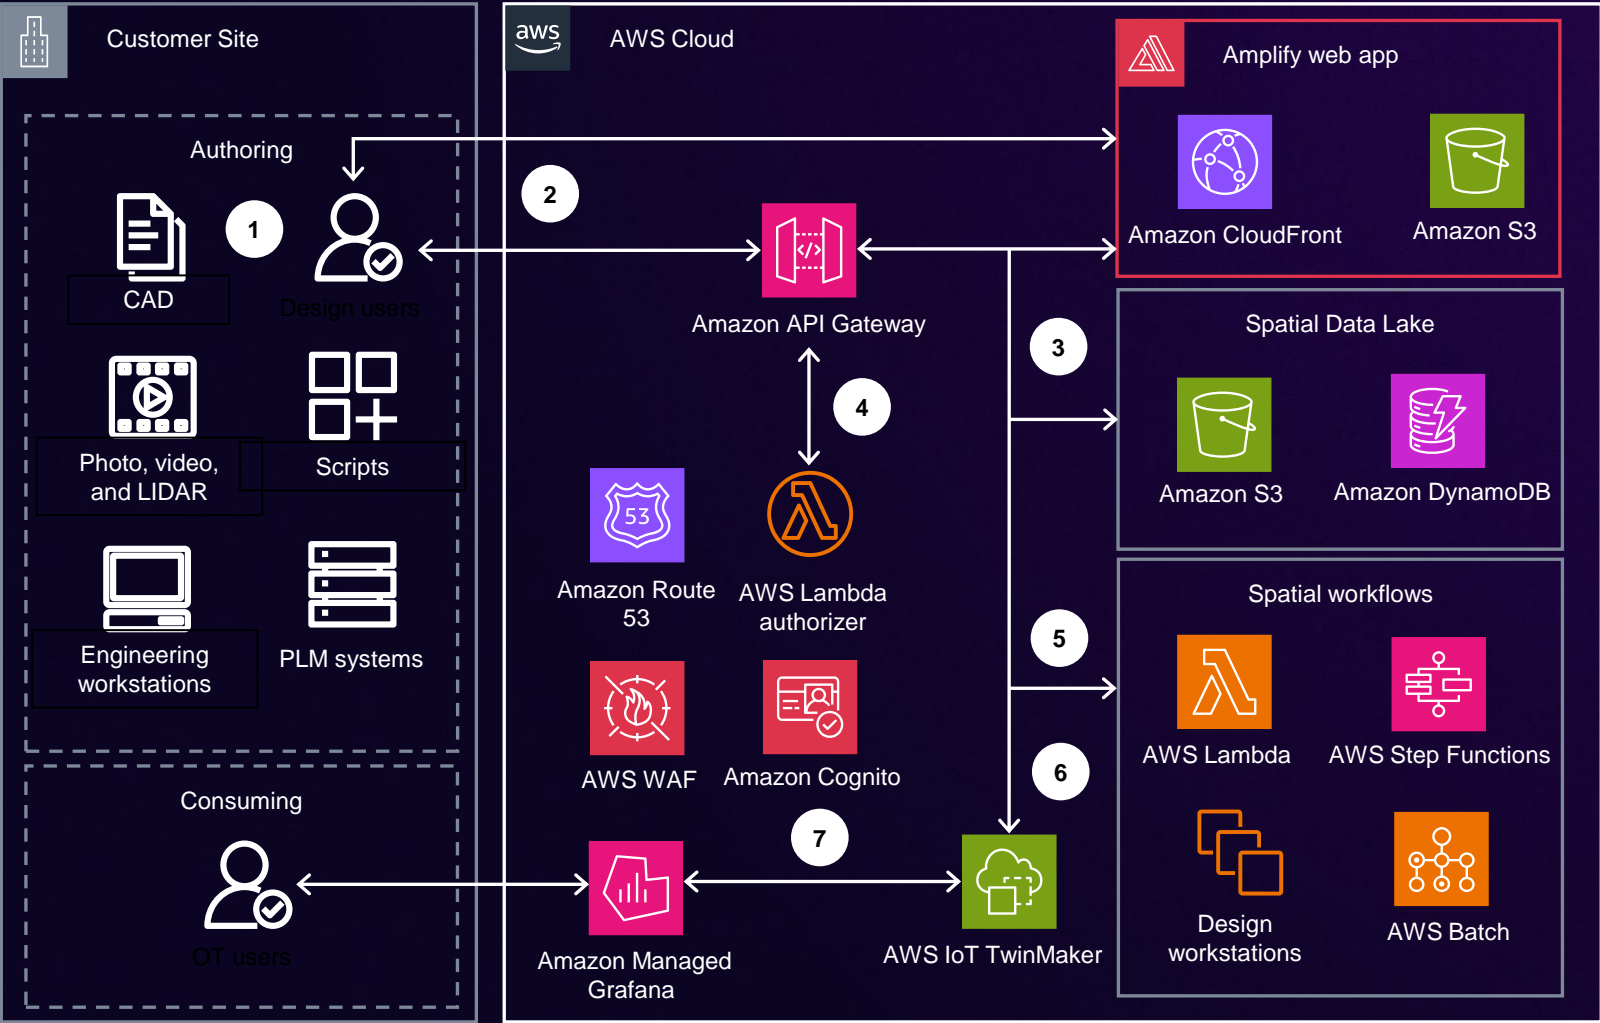 Customer Site
aws
AWS Cloud
Amplify web app
Authoring
1
2
CAD
Design users
Amazon CloudFront
Amazon S3
</>
Amazon API Gateway
Spatial Data Lake
3
4
Photo, video,
and LIDAR
Scripts
Amazon S3
Amazon DynamoDB
53
Amazon Route
53
AWS Lambda
authorizer
Spatial workflows
5
Engineering
workstations
PLM systems
AWS WAF
Amazon Cognito
AWS Lambda
AWS Step Functions
6
Consuming
7
OT users
Amazon Managed
Grafana
AWS IoT TwinMaker
Design
workstations
AWS Batch